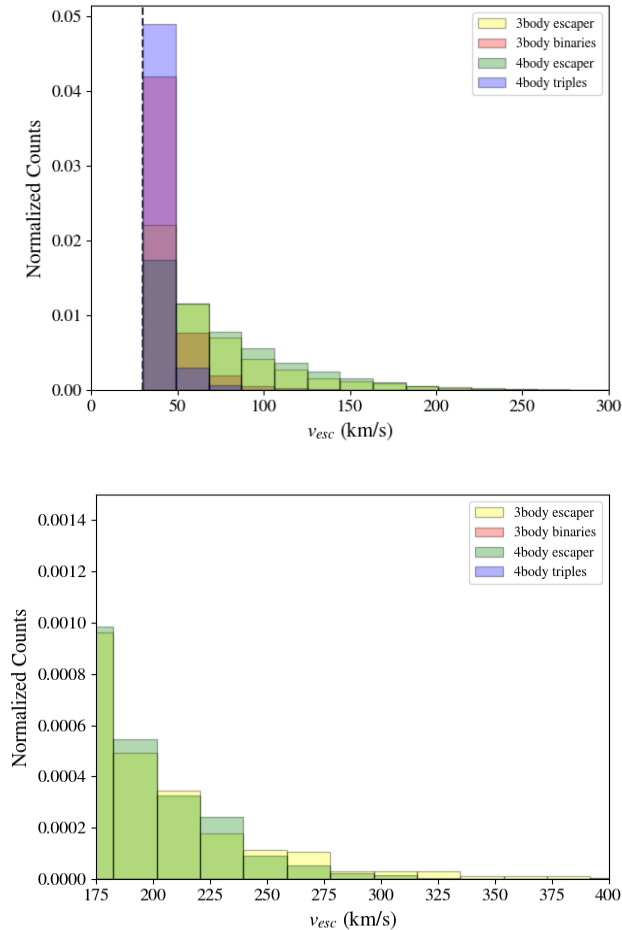 0.05
0.04
0.03
0.02
0.01
0.00
Normalized Counts
3body escaper
3body binaries
4body escaper
4body triples
0 50 100 150 200 250 300
v_esc (km/s)
0.0014
0.0012
0.0010
0.0008
0.0006
0.0004
0.0002
0.0000
Normalized Counts
3body escaper
3body binaries
4body escaper
4body triples
175 200 225 250 275 300 325 350 375 400
v_esc (km/s)